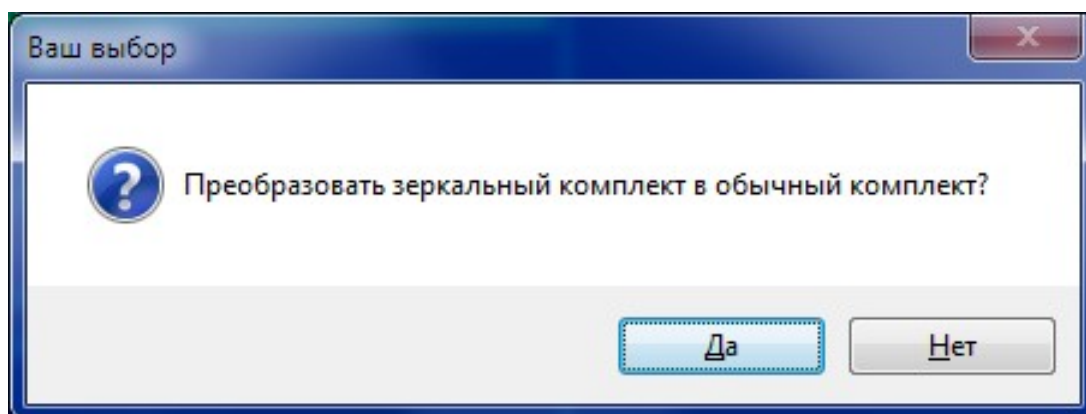 Ваш выбор
Преобразовать зеркальный комплект в обычный комплект?
Да
Нет